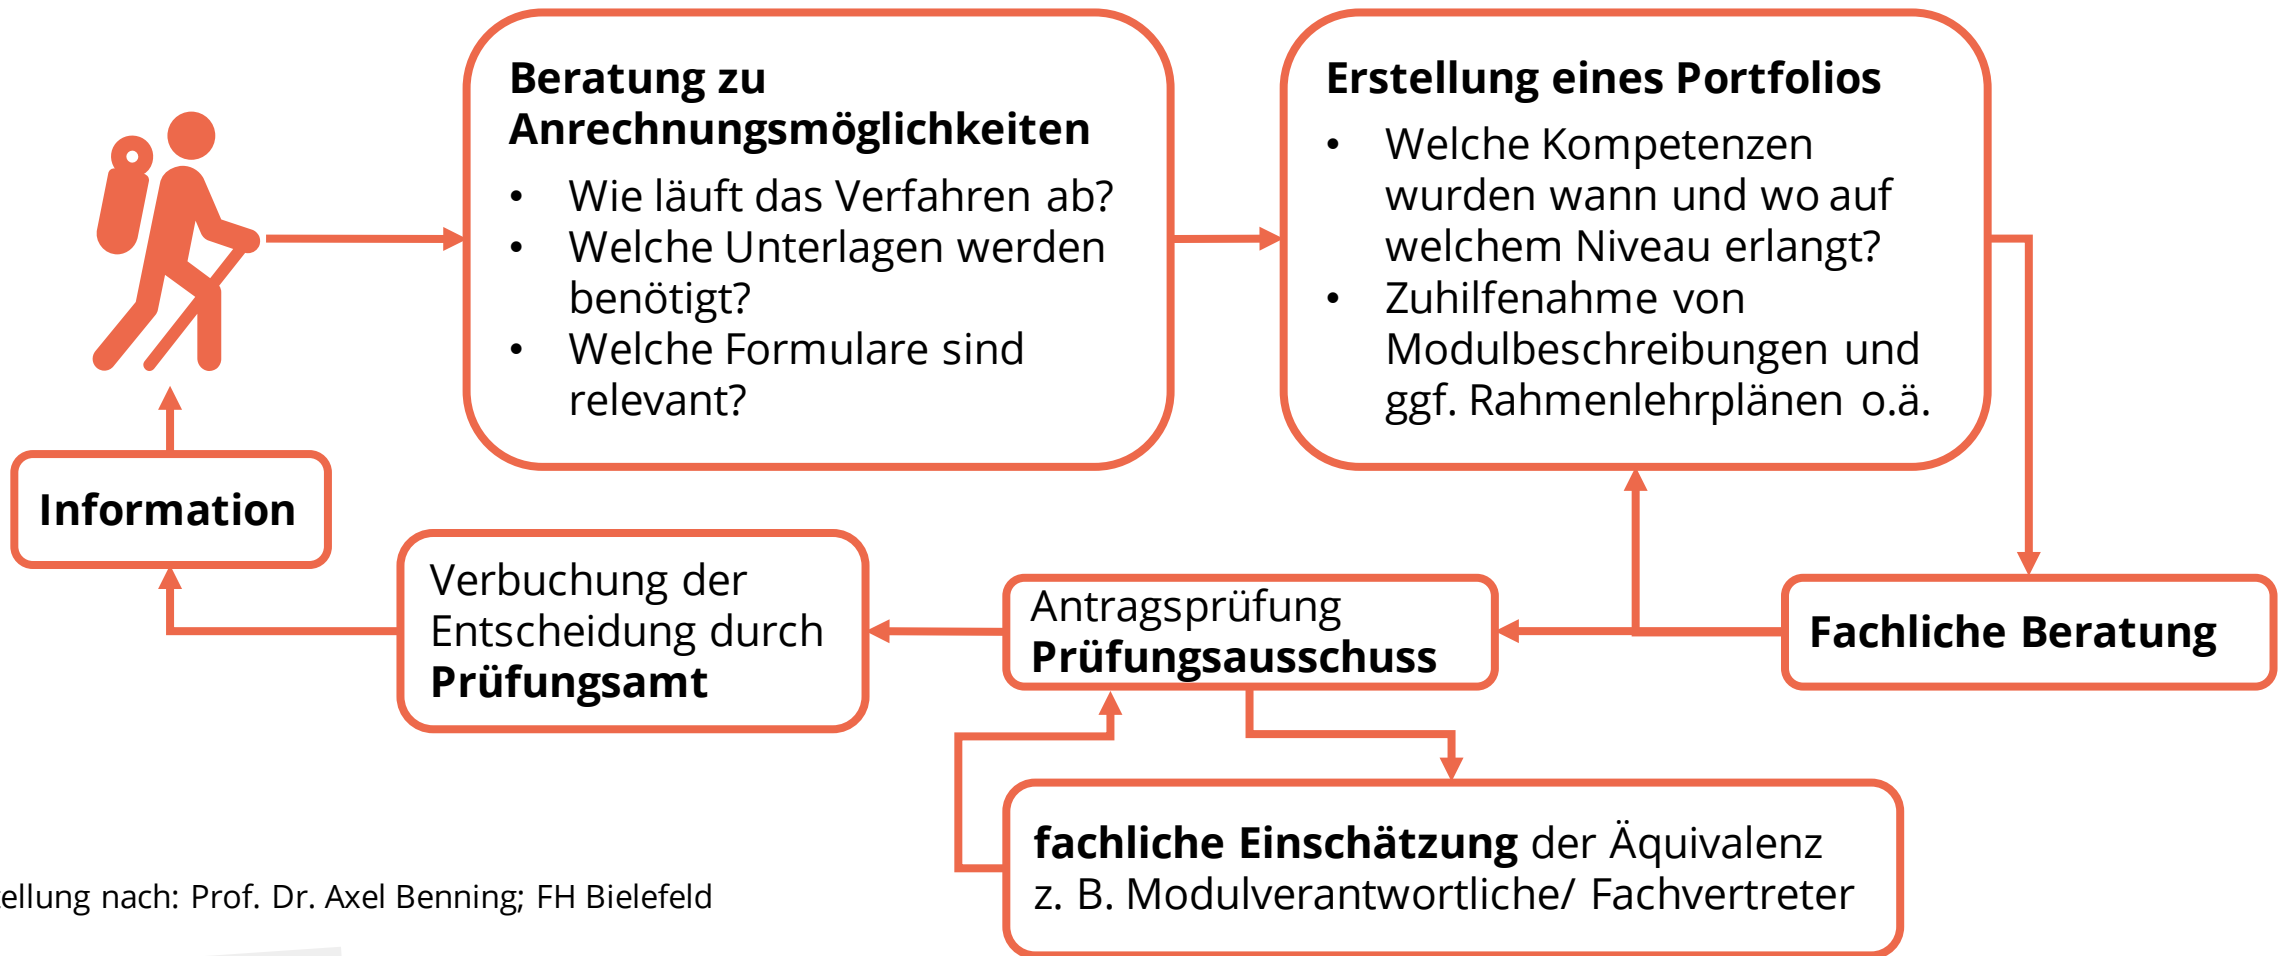 Beratung zu
Anrechnungsmöglichkeiten
• Wie läuft das Verfahren ab?
• Welche Unterlagen werden
benötigt?
• Welche Formulare sind
relevant?
Erstellung eines Portfolios
• Welche Kompetenzen
wurden wann und wo auf
welchem Niveau erlangt?
• Zuhilfenahme von
Modulbeschreibungen und
ggf. Rahmenlehrplänen o.ä.
Information
Verbuchung der
Entscheidung durch
Prüfungsamt
Antragsprüfung
Prüfungsausschuss
Fachliche Beratung
fachliche Einschätzung der Äquivalenz
z. B. Modulverantwortliche/ Fachvertreter
ellung nach: Prof. Dr. Axel Benning; FH Bielefeld